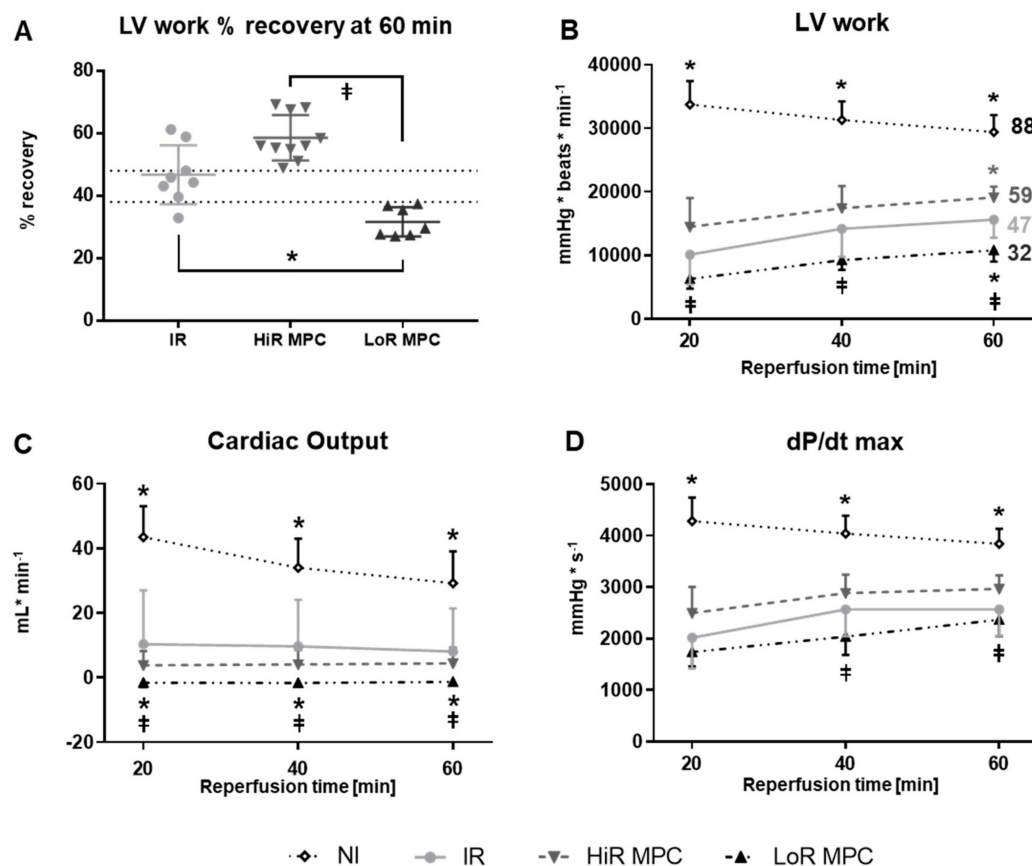 A
LV work % recovery at 60 min
% recovery
80
60
40
20
0
ǂ
*
IR
HiR MPC
LoR MPC
B
LV work
mmHg * beats * min-1
40000
30000
20000
10000
0
* * *
*
*
ǂ ǂ ǂ
88
59
47
32
20 40 60
Reperfusion time [min]
C
Cardiac Output
mL* min-1
60
40
20
0
-20
* * *
* * *
ǂ ǂ ǂ
20 40 60
Reperfusion time [min]
D
dP/dt max
mmHg * s-1
5000
4000
3000
2000
1000
0
* * *
ǂ ǂ
20 40 60
Reperfusion time [min]
NI IR HiR MPC LoR MPC